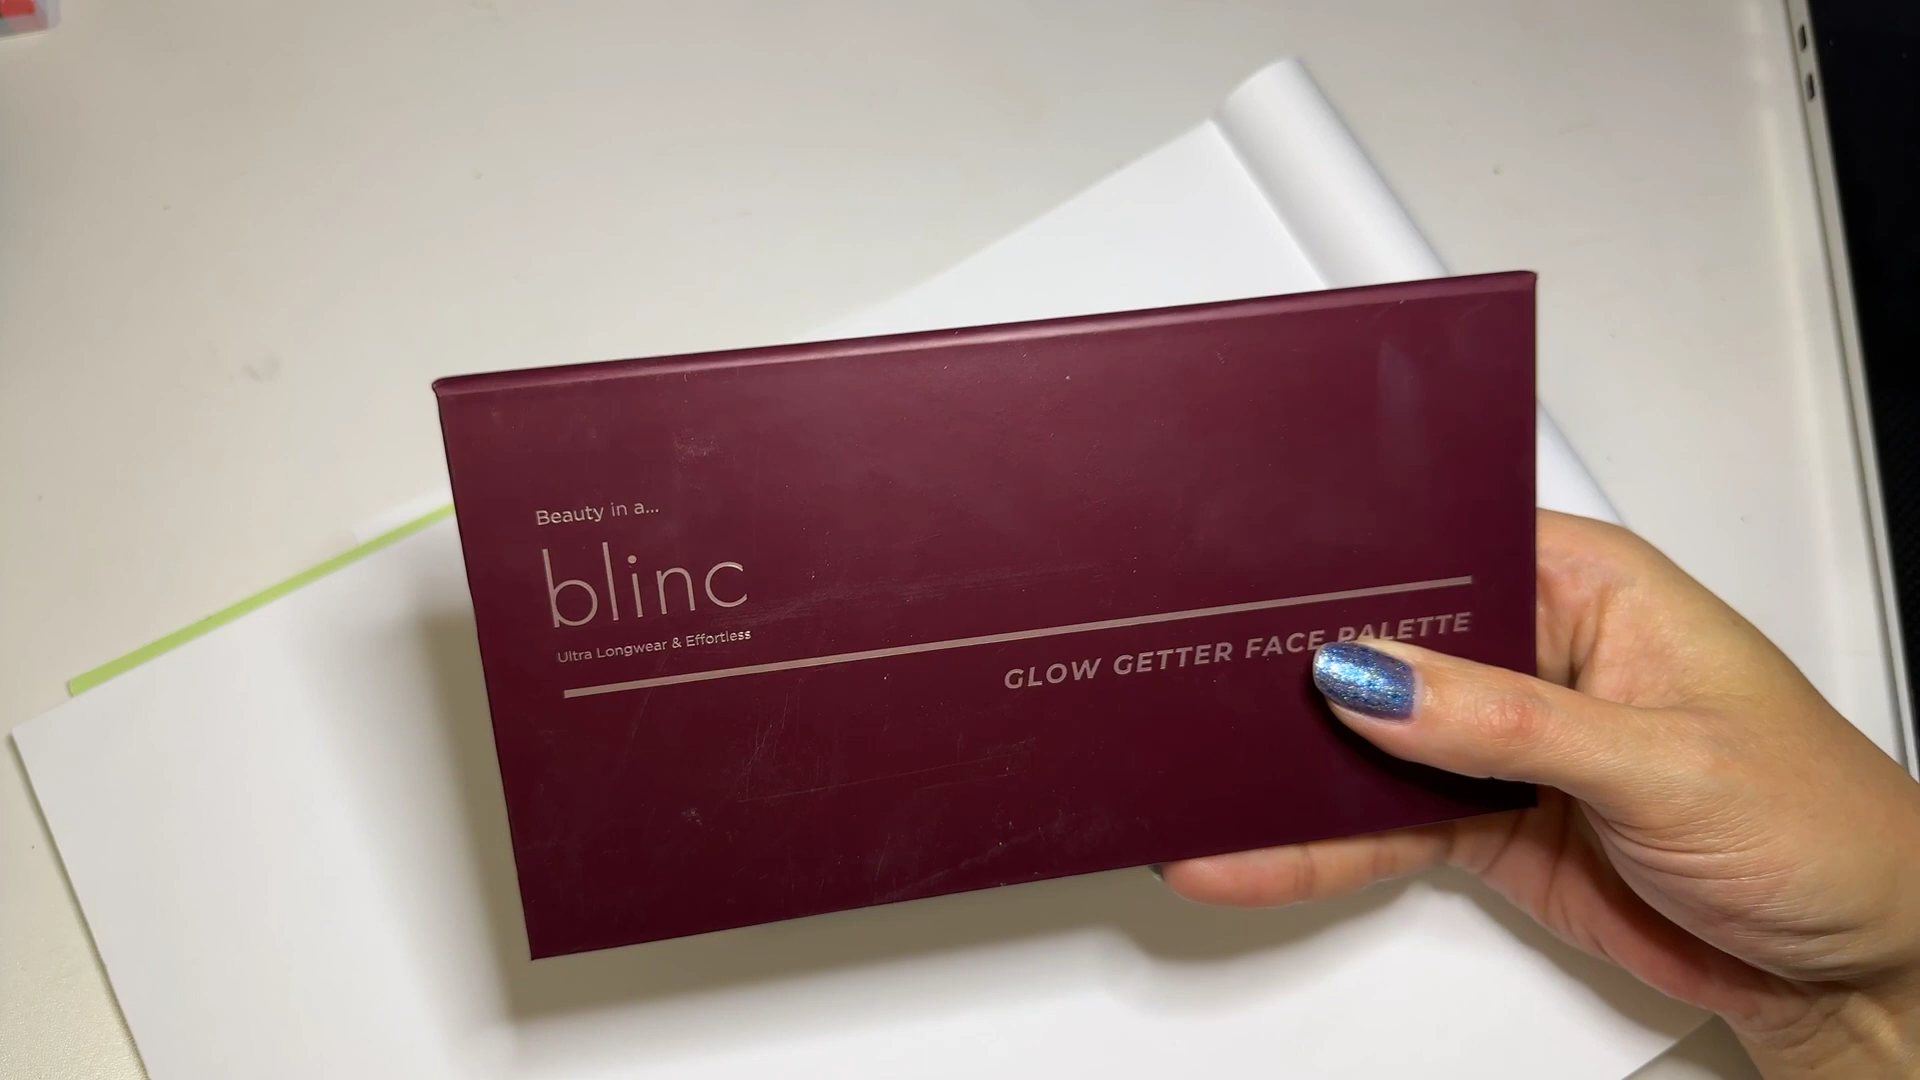 Beauty in a...
blinc
Ultra Longwear & Effortless
GLOW GETTER FACE PALETTE